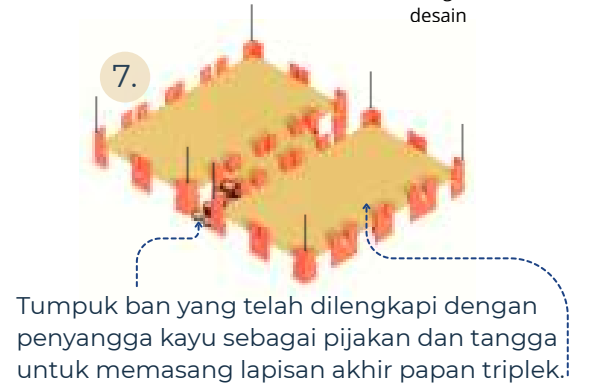 desain
7.
Tumpuk ban yang telah dilengkapi dengan
penyangga kayu sebagai pijakan dan tangga
untuk memasang lapisan akhir papan triplek.